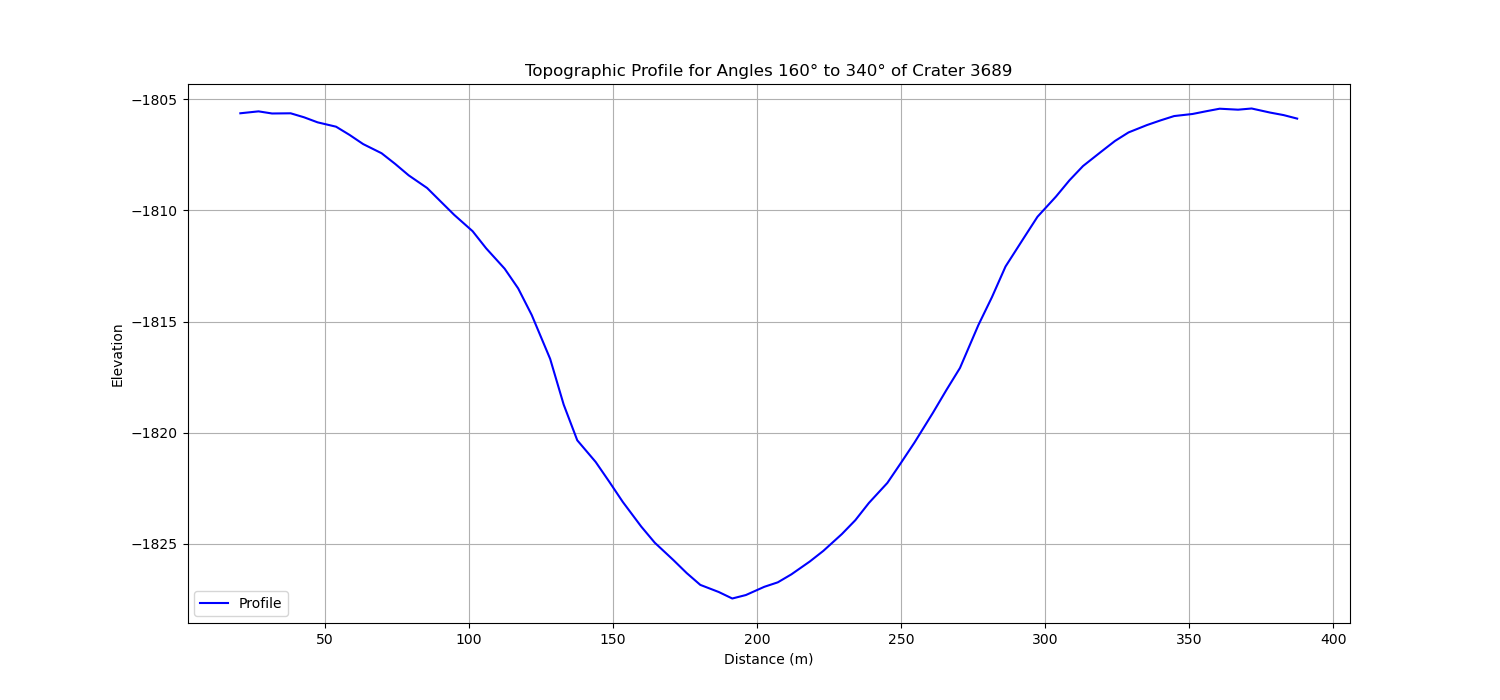 Topographic Profile for Angles 160° to 340° of Crater 3689
−1805
−1810
−1815
−1820
−1825
Elevation
Profile
50 100 150 200 250 300 350 400
Distance (m)